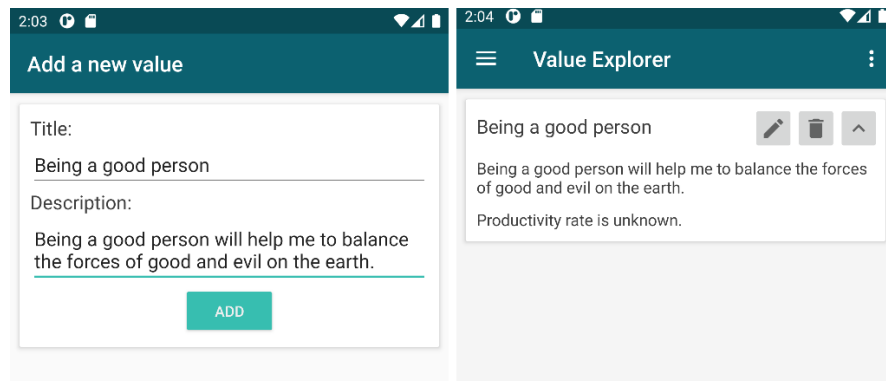 2:03
Add a new value
Title:
Being a good person
Description:
Being a good person will help me to balance
the forces of good and evil on the earth.
ADD
2:04
Value Explorer
Being a good person
Being a good person will help me to balance the forces
of good and evil on the earth.
Productivity rate is unknown.